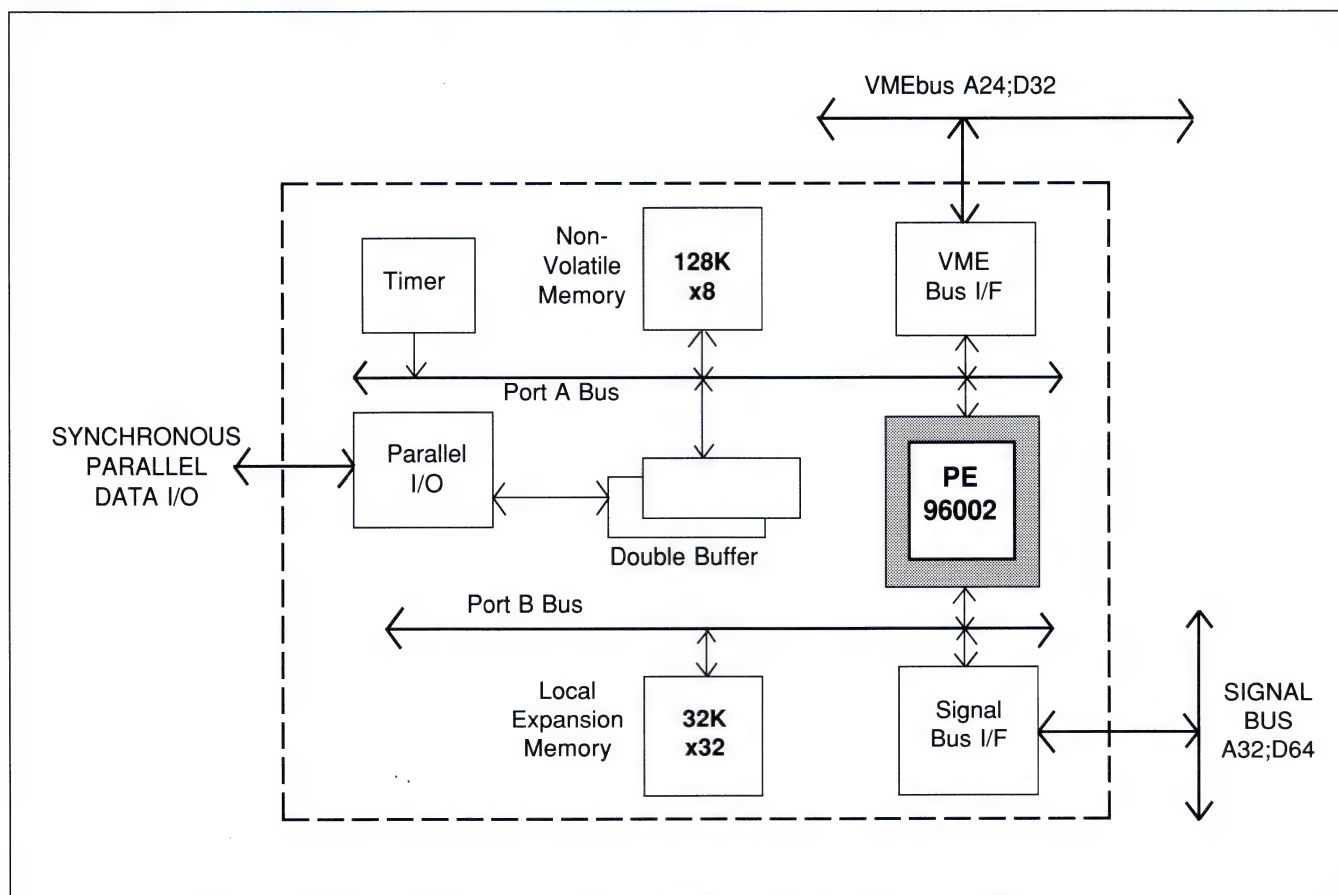 VMEbus A24;D32
Non-
Volatile
Memory
128K
x8
VME
Bus I/F
Timer
Port A Bus
SYNCHRONOUS
PARALLEL
DATA I/O
Parallel
I/O
PE
96002
Double Buffer
Port B Bus
Local
Expansion
Memory
32K
x32
Signal
Bus I/F
SIGNAL
BUS
A32;D64